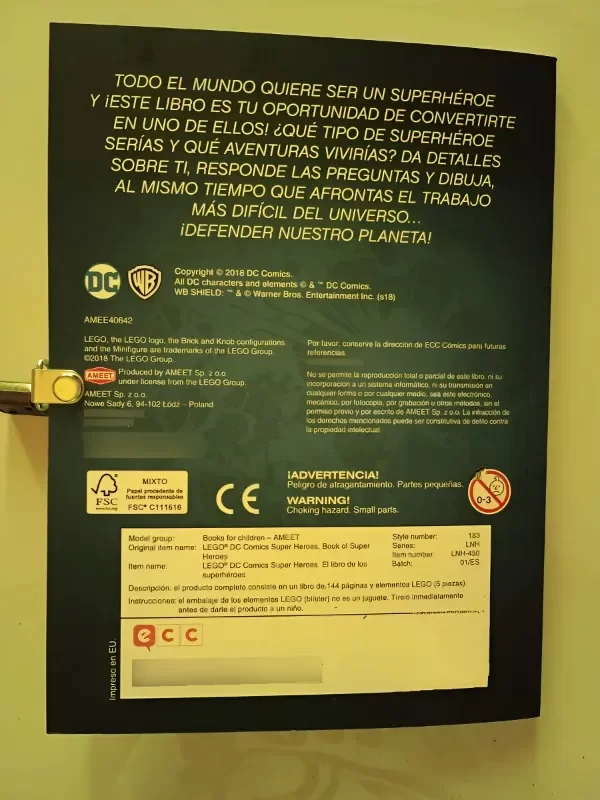 TODO EL MUNDO QUIERE SER UN SUPERHÉROE
Y ¡ESTE LIBRO ES TU OPORTUNIDAD DE CONVERTIRTE
EN UNO DE ELLOS! ¿QUÉ TIPO DE SUPERHÉROE
SERÍAS Y QUÉ AVENTURAS VIVIRÍAS? DA DETALLES
SOBRE TI, RESPONDE LAS PREGUNTAS Y DIBUJA,
AL MISMO TIEMPO QUE AFRONTAS EL TRABAJO
MÁS DIFÍCIL DEL UNIVERSO...
¡DEFENDER NUESTRO PLANETA!
DC
WB
Copyright © 2018 DC Comics.
All DC characters and elements © & ™ DC Comics.
WB SHIELD: ™ & © Warner Bros. Entertainment Inc. (s18)
AMEE40642
LEGO, the LEGO logo, the Brick and Knob configurations
and the Minifigure are trademarks of the LEGO Group.
©2018 The LEGO Group.
AMEET
Produced by AMEET Sp. z o.o.
under license from the LEGO Group.
AMEET Sp. z o.o.
Nowe Sady 6, 94-102 Łódź – Poland
Por favor, conserve la dirección de ECC Cómics para futuras
referencias.
No se permite la reproducción total o parcial de este libro, ni su
incorporación a un sistema informático, ni su transmisión en
cualquier forma o por cualquier medio, sea este electrónico,
mecánico, por fotocopia, por grabación u otros métodos, sin el
permiso previo y por escrito de AMEET Sp. z o.o. La infracción de
los derechos mencionados puede ser constitutiva de delito contra
la propiedad intelectual.
FSC
www.fsc.org
MIXTO
Papel procedente de
fuentes responsables
FSC® C111616
CE
¡ADVERTENCIA!
Peligro de atragantamiento. Partes pequeñas.
WARNING!
Choking hazard. Small parts.
0-3
Model group: Books for children – AMEET
Original item name: LEGO® DC Comics Super Heroes. Book of Super
Heroes
Item name: LEGO® DC Comics Super Heroes. El libro de los
superhéroes
Style number: 183
Series: LNH
Item number: LNH-450
Batch: 01/ES
Descripción: el producto completo consiste en un libro de 144 páginas y elementos LEGO (5 piezas).
Instrucciones: el embalaje de los elementos LEGO (blíster) no es un juguete. Tírelo inmediatamente
antes de darle el producto a un niño.
ecc
Impreso en EU.